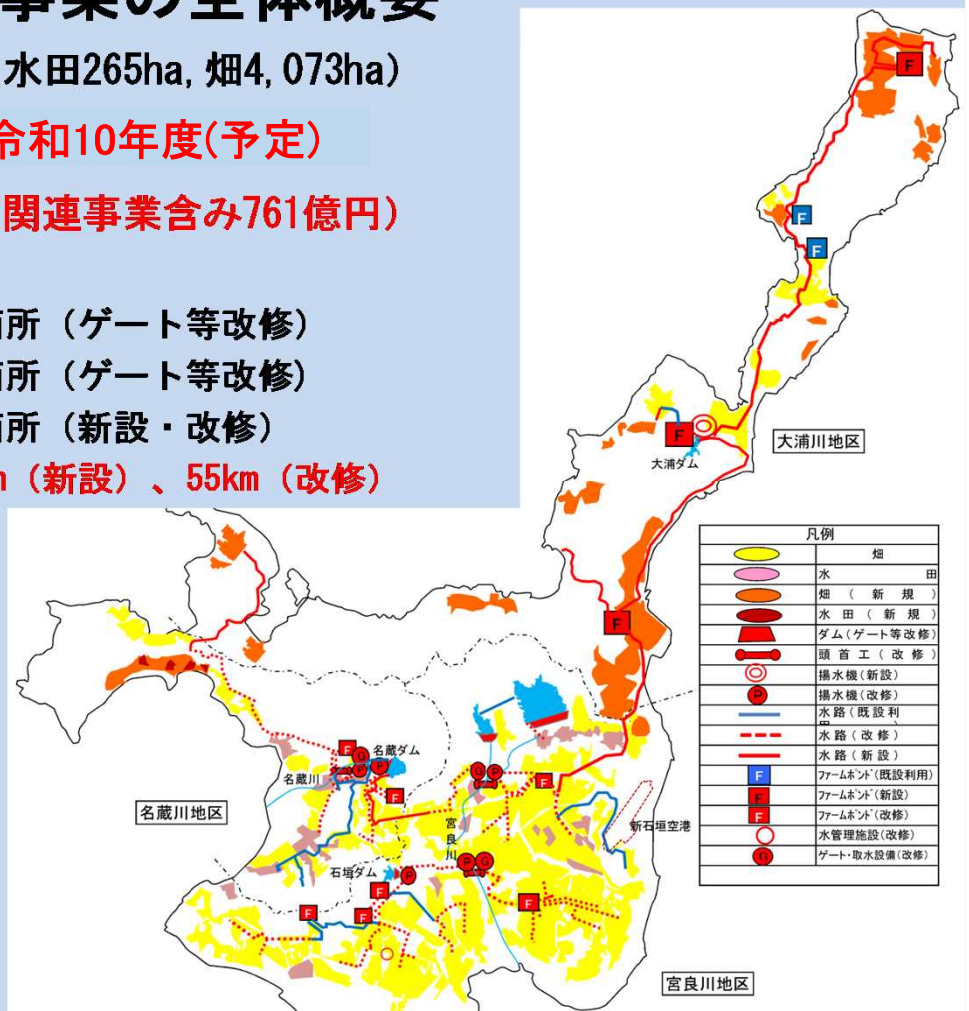 事業の全体概要
水田265ha, 畑4,073ha)
令和10年度(予定)
関連事業含み761億円)
所（ゲート等改修）
所（ゲート等改修）
所（新設・改修）
（新設）、55km（改修）
F
F
F
F
大浦ダム
大浦川地区
F
凡例
畑
水田
畑（新規）
水田（新規）
ダム(ゲート等改修)
頭首工（改修）
揚水機(新設)
P
揚水機(改修)
水路(既設利
水路（改修）
水路（新設）
F
ファームポンド(既設利用)
F
ファームポンド(新設)
F
ファームポンド(改修)
水管理施設(改修)
G
ゲート・取水設備(改修)
F
G
P
P
名蔵ダム
名蔵川
F
G
P
F
名蔵川地区
宮良川
新石垣空港
石垣ダム
P
P
G
F
F
F
F
宮良川地区